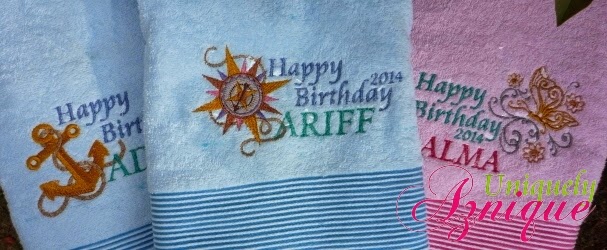 Happy
Birth
AD
Happy
2014
Birthday
ARIFF
Happy
Birthday
2014
ALMA
Uniquely
Aznique